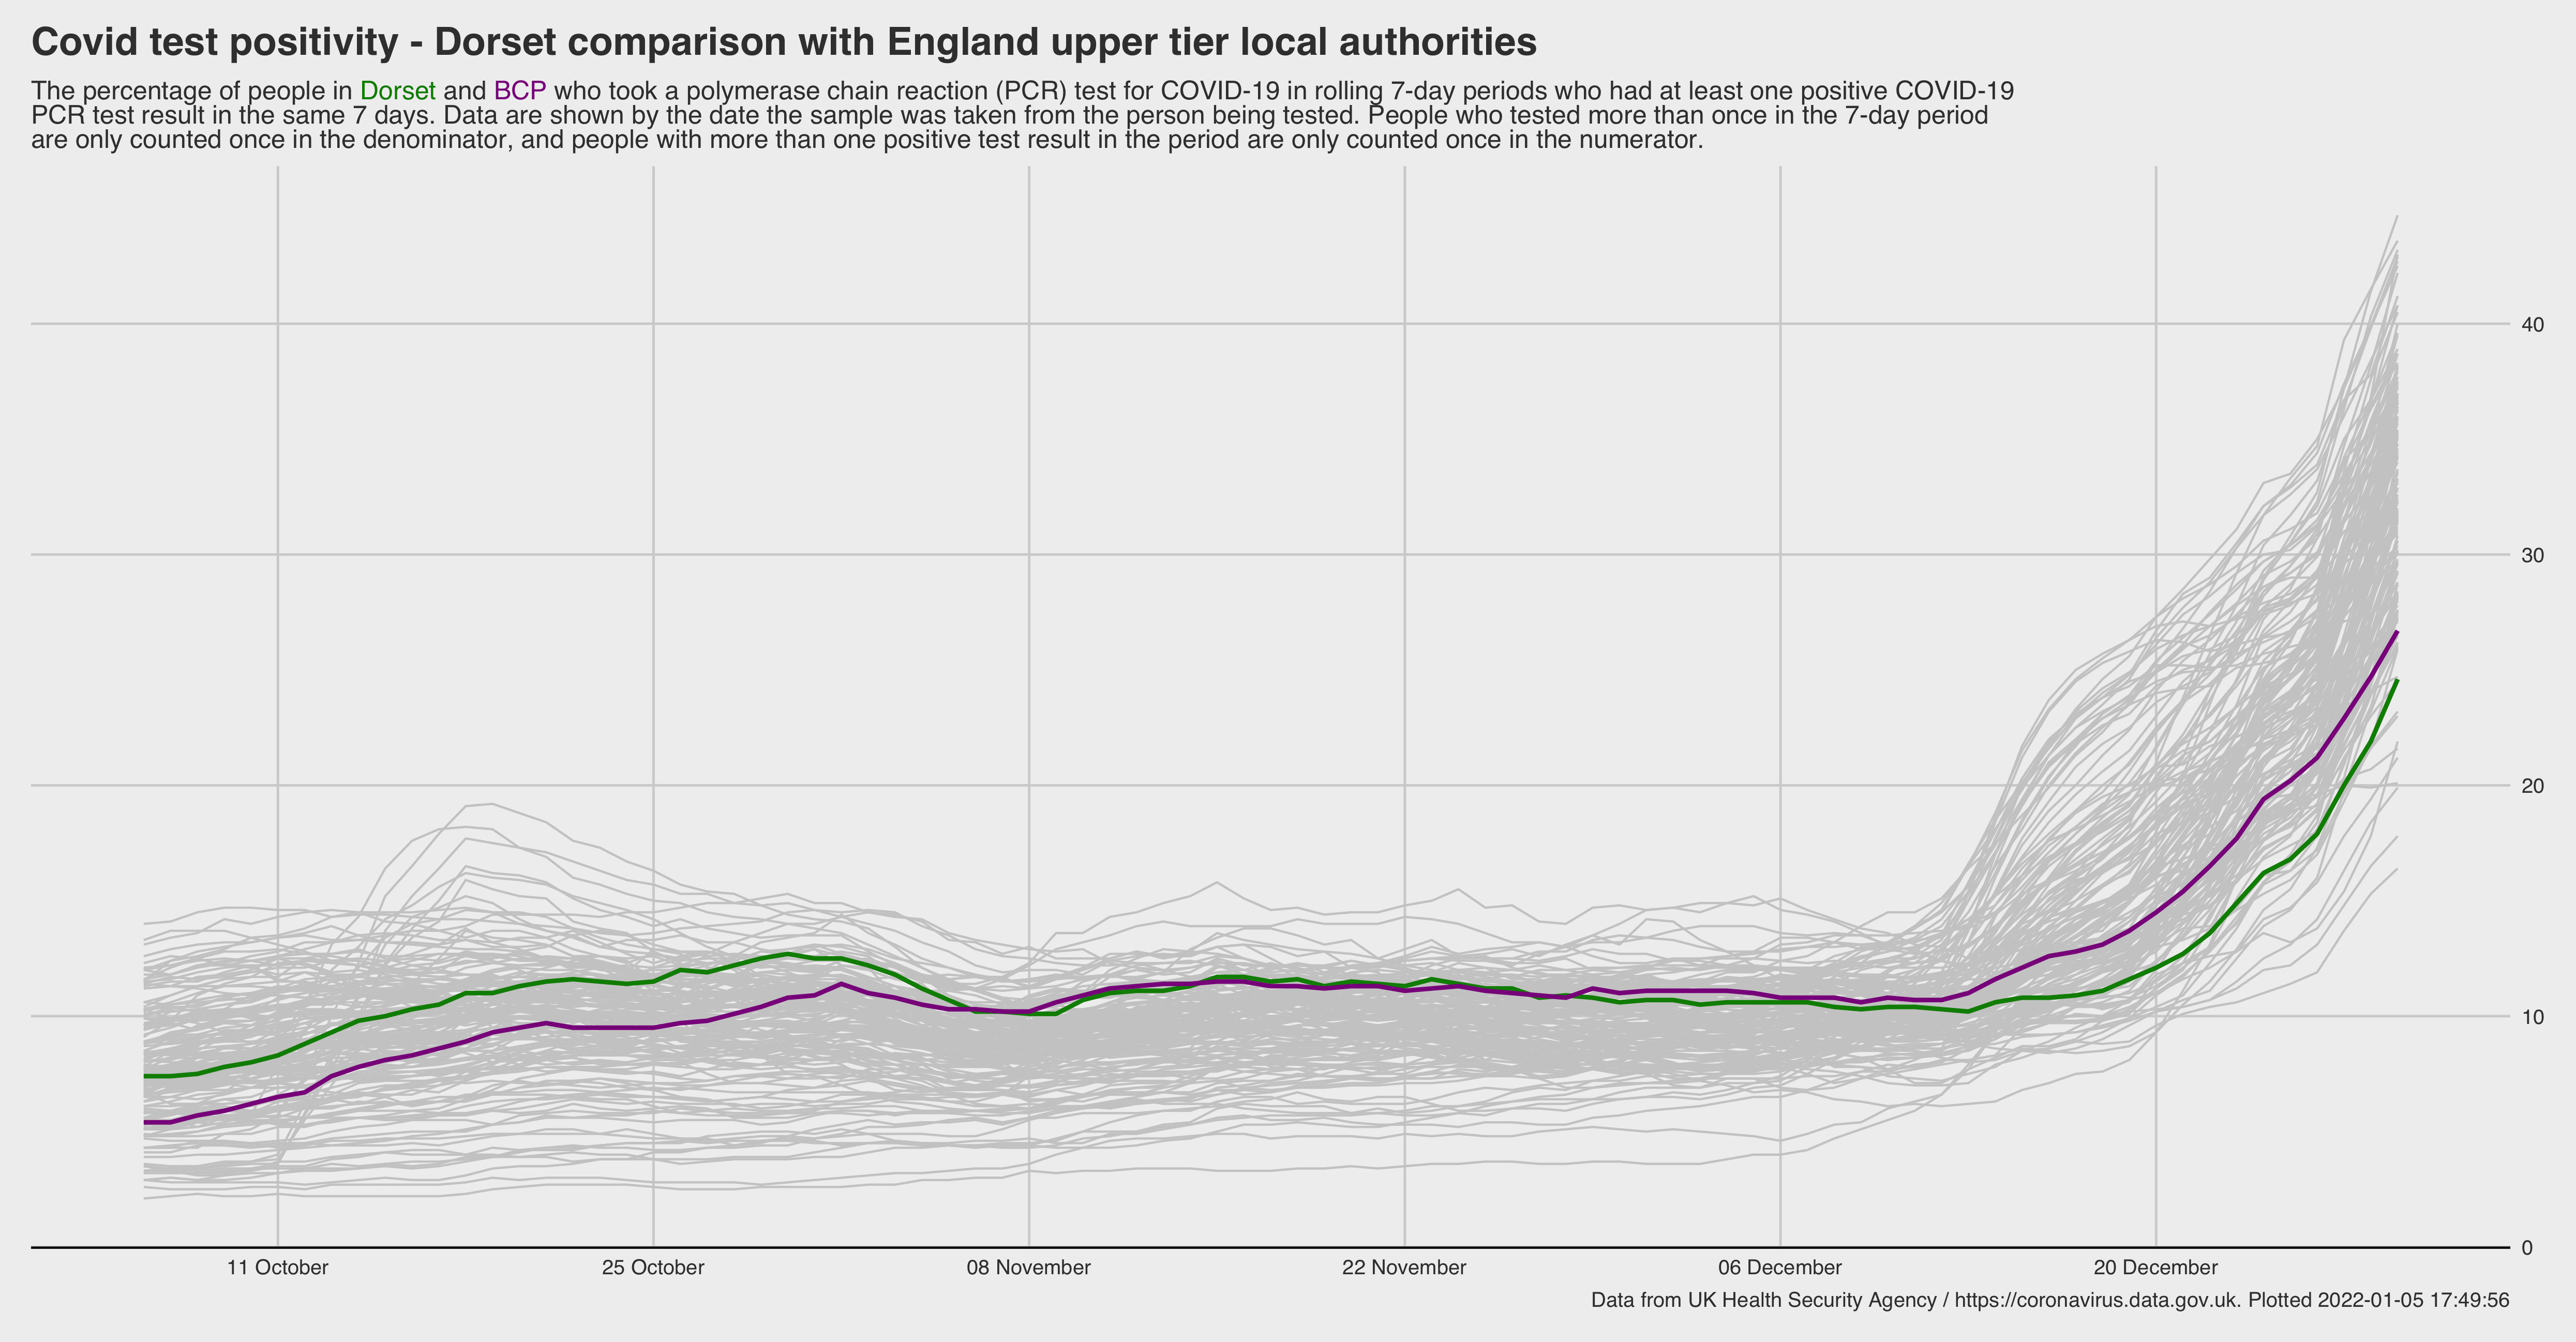 Covid test positivity - Dorset comparison with England upper tier local authorities
The percentage of people in Dorset and BCP who took a polymerase chain reaction (PCR) test for COVID-19 in rolling 7-day periods who had at least one positive COVID-19
PCR test result in the same 7 days. Data are shown by the date the sample was taken from the person being tested. People who tested more than once in the 7-day period
are only counted once in the denominator, and people with more than one positive test result in the period are only counted once in the numerator.
40
30
20
10
0
11 October
25 October
08 November
22 November
06 December
20 December
Data from UK Health Security Agency / https://coronavirus.data.gov.uk. Plotted 2022-01-05 17:49:56